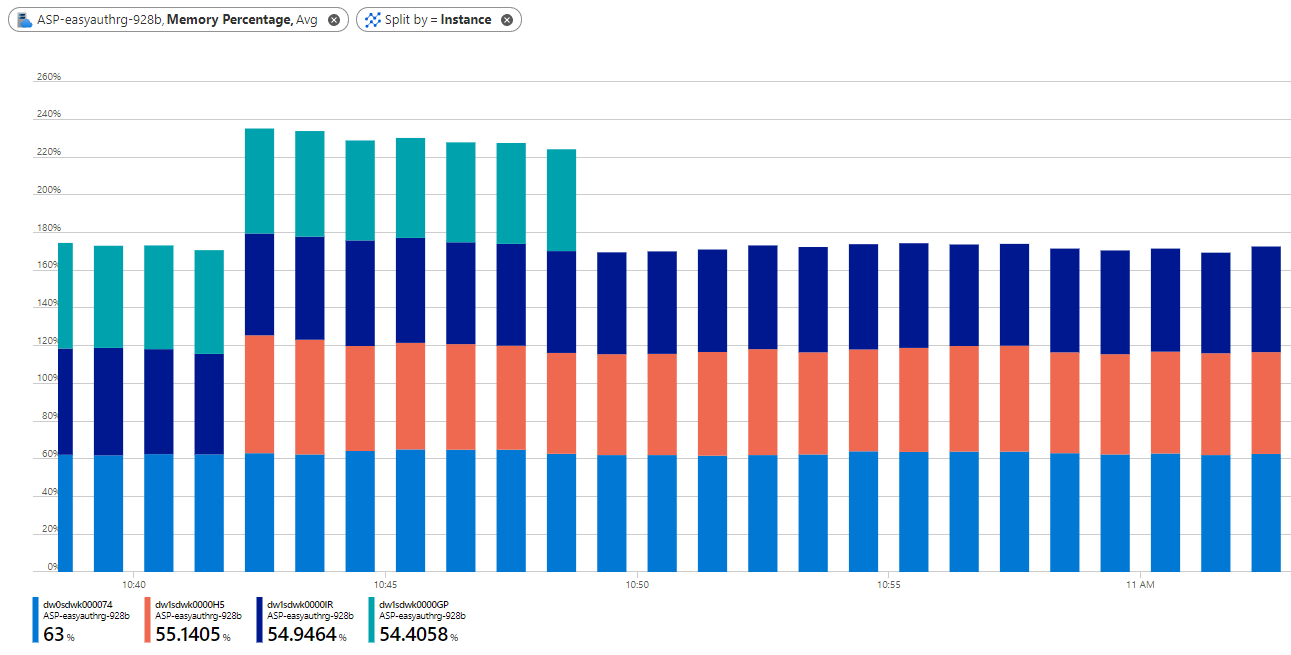 ASP-easyauthrg-928b, Memory Percentage, Avg
Split by = Instance
260%
240%
220%
200%
180%
160%
140%
120%
100%
80%
60%
40%
20%
0%
10:40 10:45 10:50 10:55 11 AM
dw0sdwk000074 dw1sdwk0000H5 dw1sdwk0000IR dw1sdwk0000GP
ASP-easyauthrg-928b ASP-easyauthrg-928b ASP-easyauthrg-928b ASP-easyauthrg-928b
63 % 55.1405 % 54.9464 % 54.4058 %